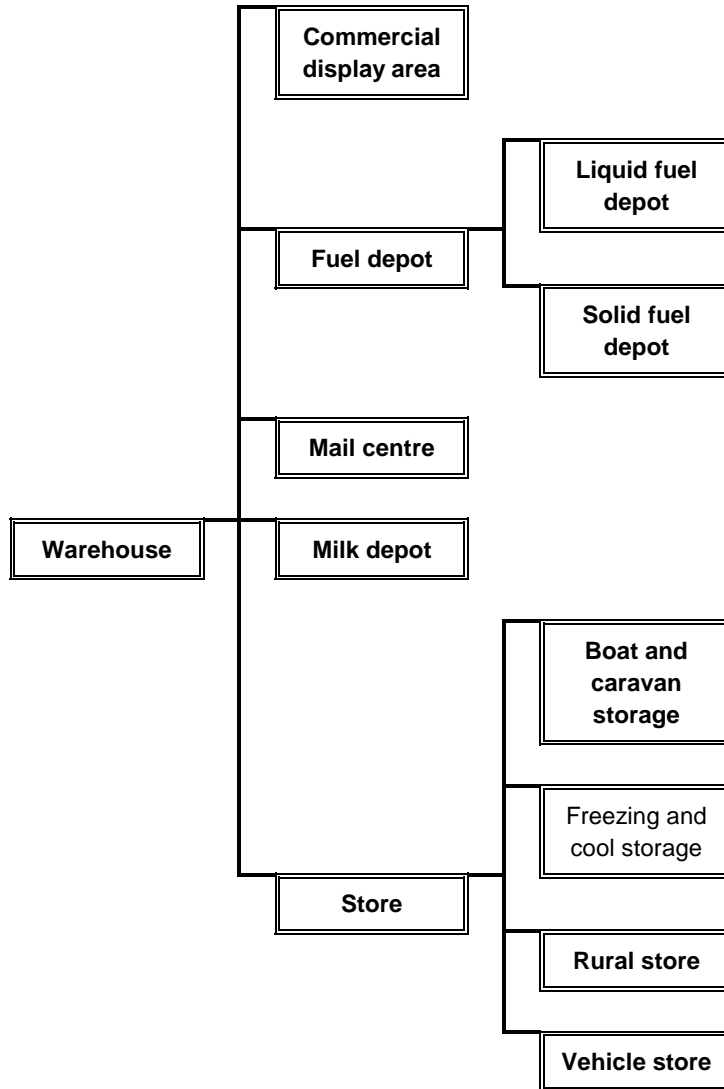 Commercial
display area
Liquid fuel
depot
Fuel depot
Solid fuel
depot
Mail centre
Warehouse
Milk depot
Boat and
caravan
storage
Freezing and
cool storage
Store
Rural store
Vehicle store